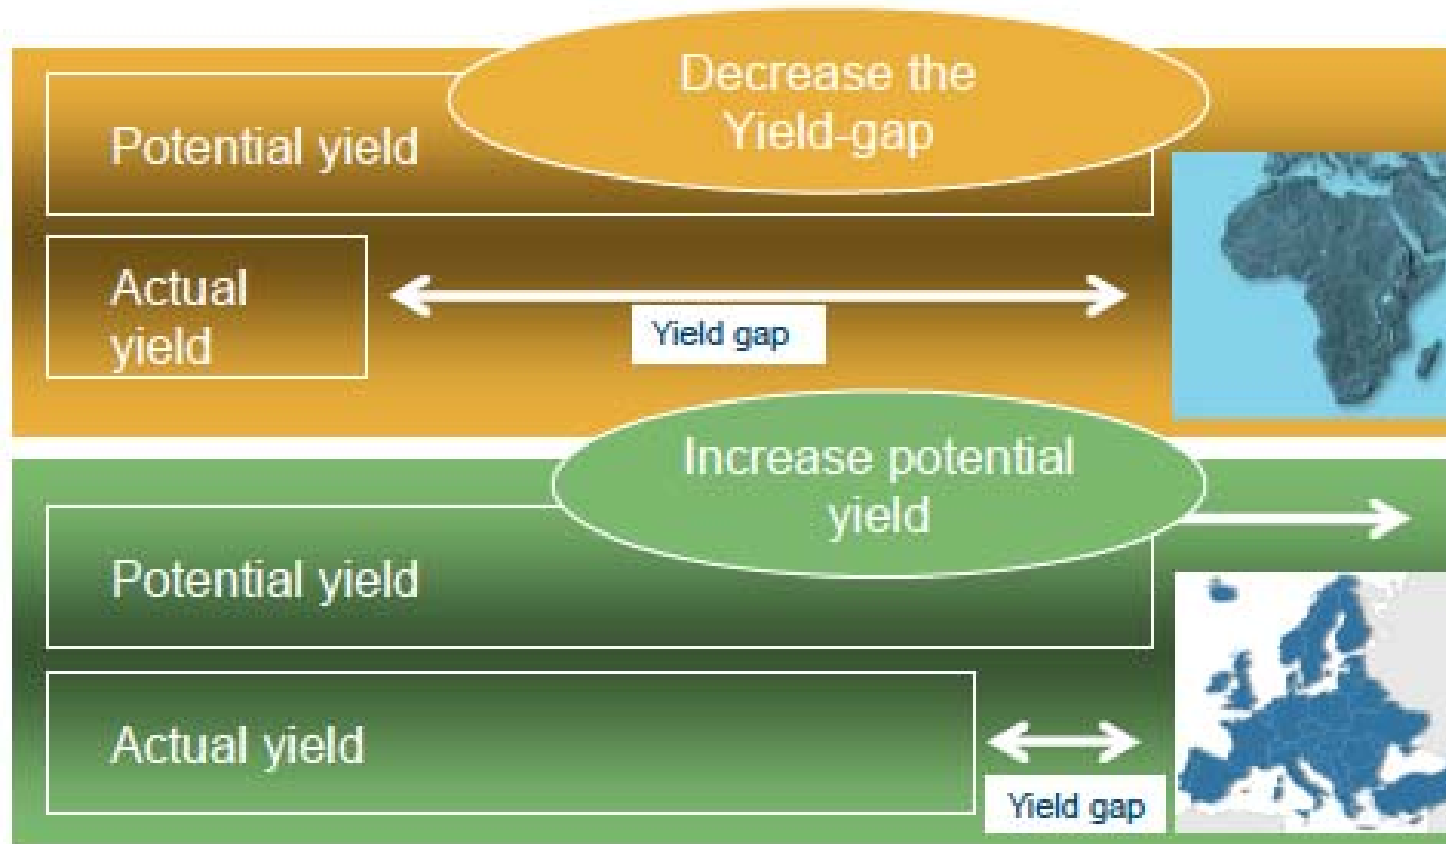 Decrease the
Yield-gap
Potential yield
Actual
yield
Yield gap
Increase potential
yield
Potential yield
Actual yield
Yield gap